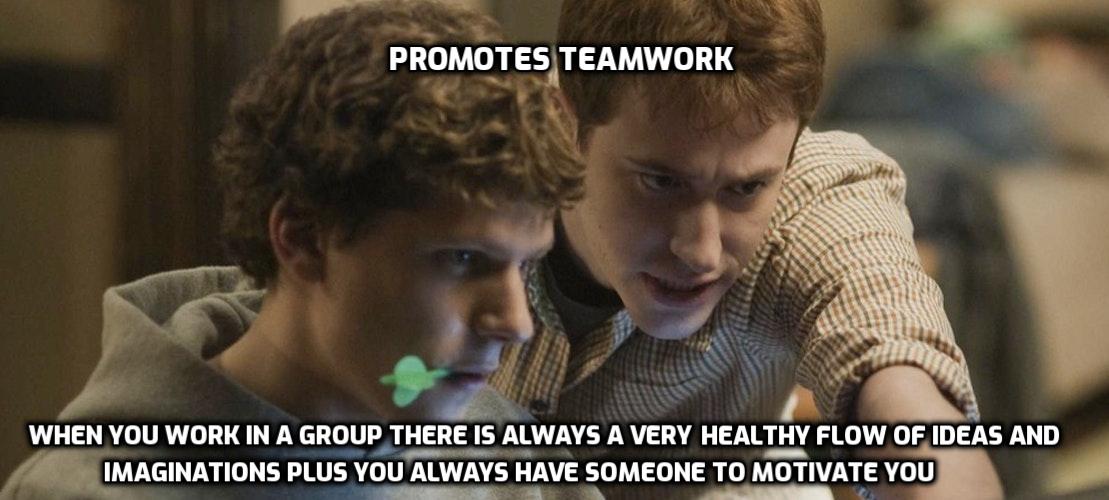 PROMOTES TEAMWORK
WHEN YOU WORK IN A GROUP THERE IS ALWAYS A VERY HEALTHY FLOW OF IDEAS AND
IMAGINATIONS PLUS YOU ALWAYS HAVE SOMEONE TO MOTIVATE YOU